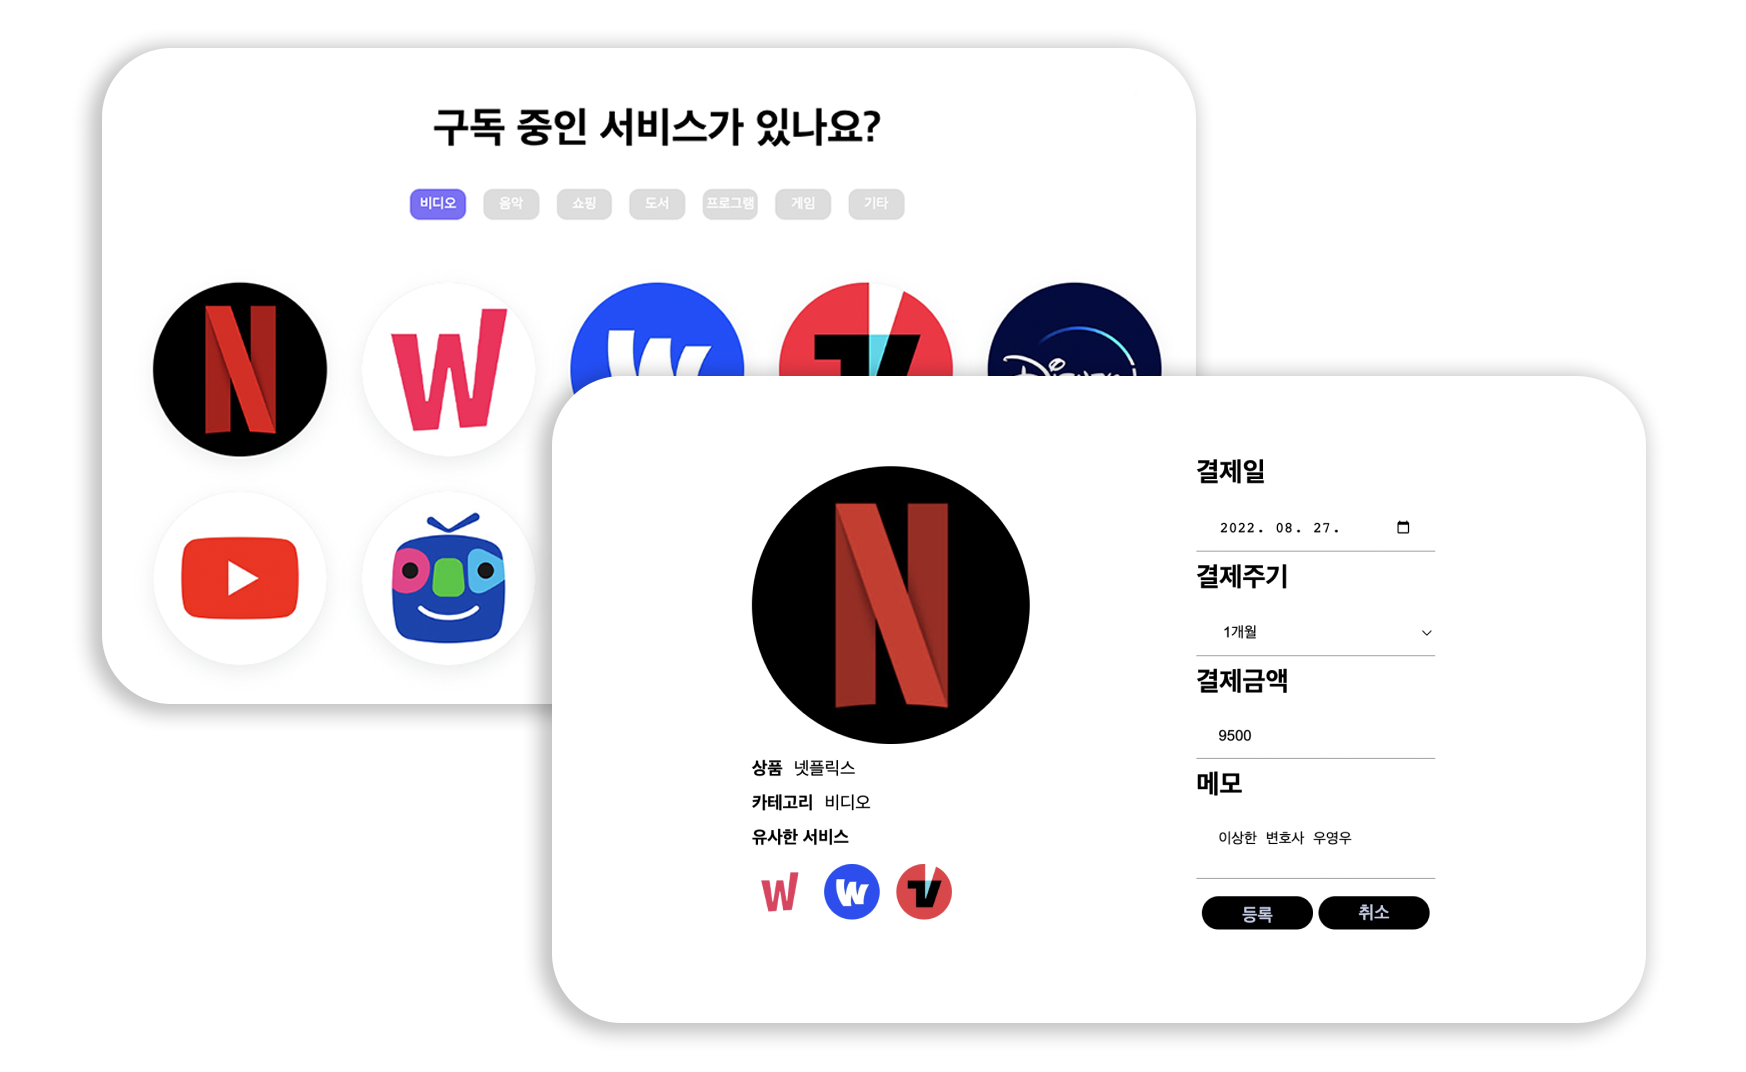 구독 중인 서비스가 있나요?
비디오 음악 쇼핑 도서 프로그램 게임 기타
결제일
2022. 08. 27.
결제주기
1개월
결제금액
9500
메모
이상한 변호사 우영우
등록 취소
상품 넷플릭스
카테고리 비디오
유사한 서비스